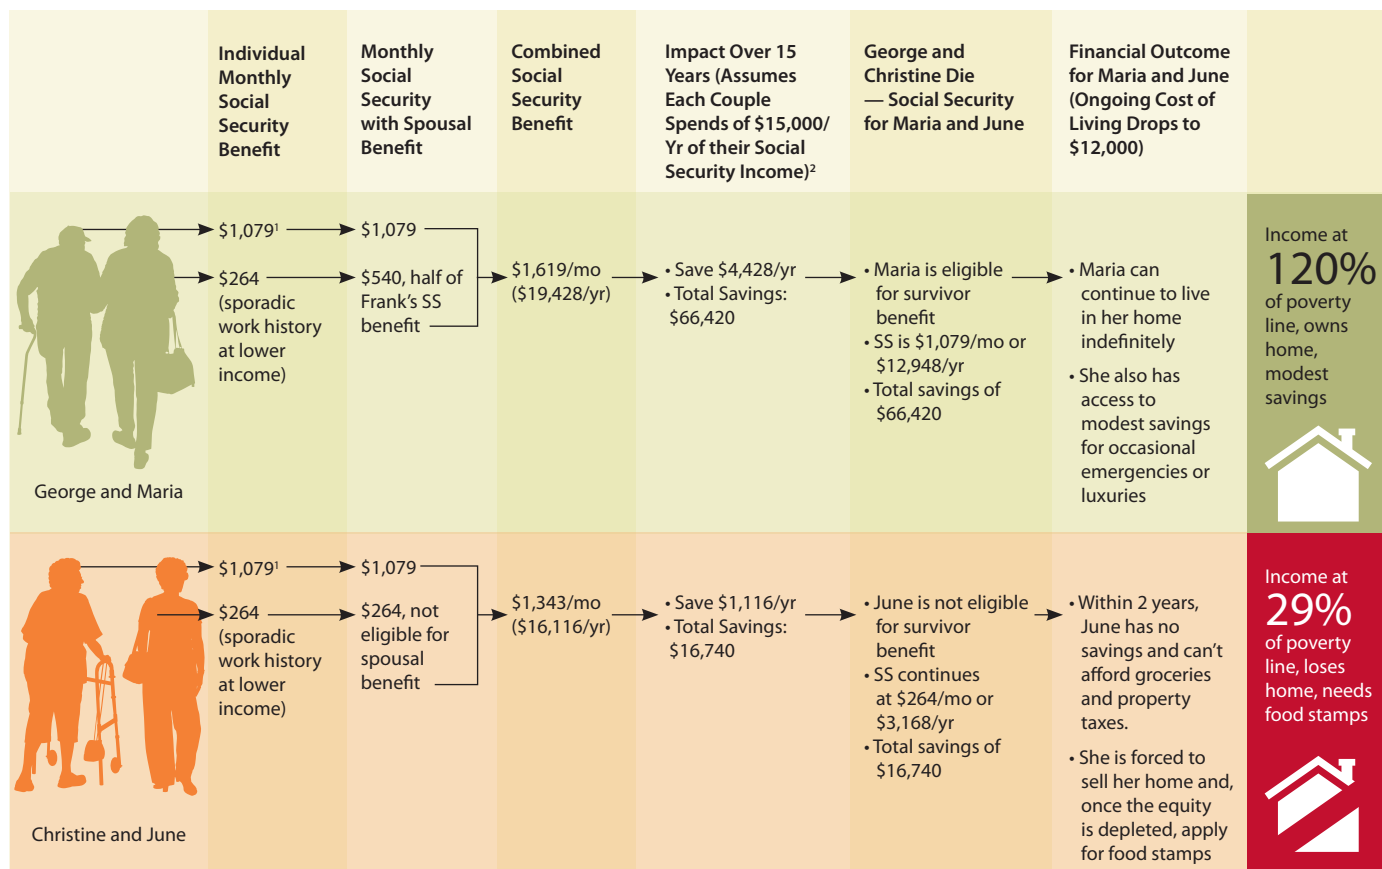 Individual
Monthly
Social
Security
Benefit
Monthly
Social
Security
with Spousal
Benefit
Combined
Social
Security
Benefit
Impact Over 15
Years (Assumes
Each Couple
Spends of $15,000/
Yr of their Social
Security Income)²
George and
Christine Die
— Social Security
for Maria and June
Financial Outcome
for Maria and June
(Ongoing Cost of
Living Drops to
$12,000)
George and Maria
$1,079¹
$264
(sporadic
work history
at lower
income)
$1,079
$540, half of
Frank's SS
benefit
$1,619/mo
($19,428/yr)
• Save $4,428/yr
• Total Savings:
$66,420
• Maria is eligible
for survivor
benefit
• SS is $1,079/mo or
$12,948/yr
• Total savings of
$66,420
• Maria can
continue to live
in her home
indefinitely
• She also has
access to
modest savings
for occasional
emergencies or
luxuries
Income at
120%
of poverty
line, owns
home,
modest
savings
Christine and June
$1,079¹
$264
(sporadic
work history
at lower
income)
$1,079
$264, not
eligible for
spousal
benefit
$1,343/mo
($16,116/yr)
• Save $1,116/yr
• Total Savings:
$16,740
• June is not eligible
for survivor
benefit
• SS continues
at $264/mo or
$3,168/yr
• Total savings of
$16,740
• Within 2 years,
June has no
savings and can't
afford groceries
and property
taxes.
• She is forced to
sell her home and,
once the equity
is depleted, apply
for food stamps
Income at
29%
of poverty
line, loses
home, needs
food stamps